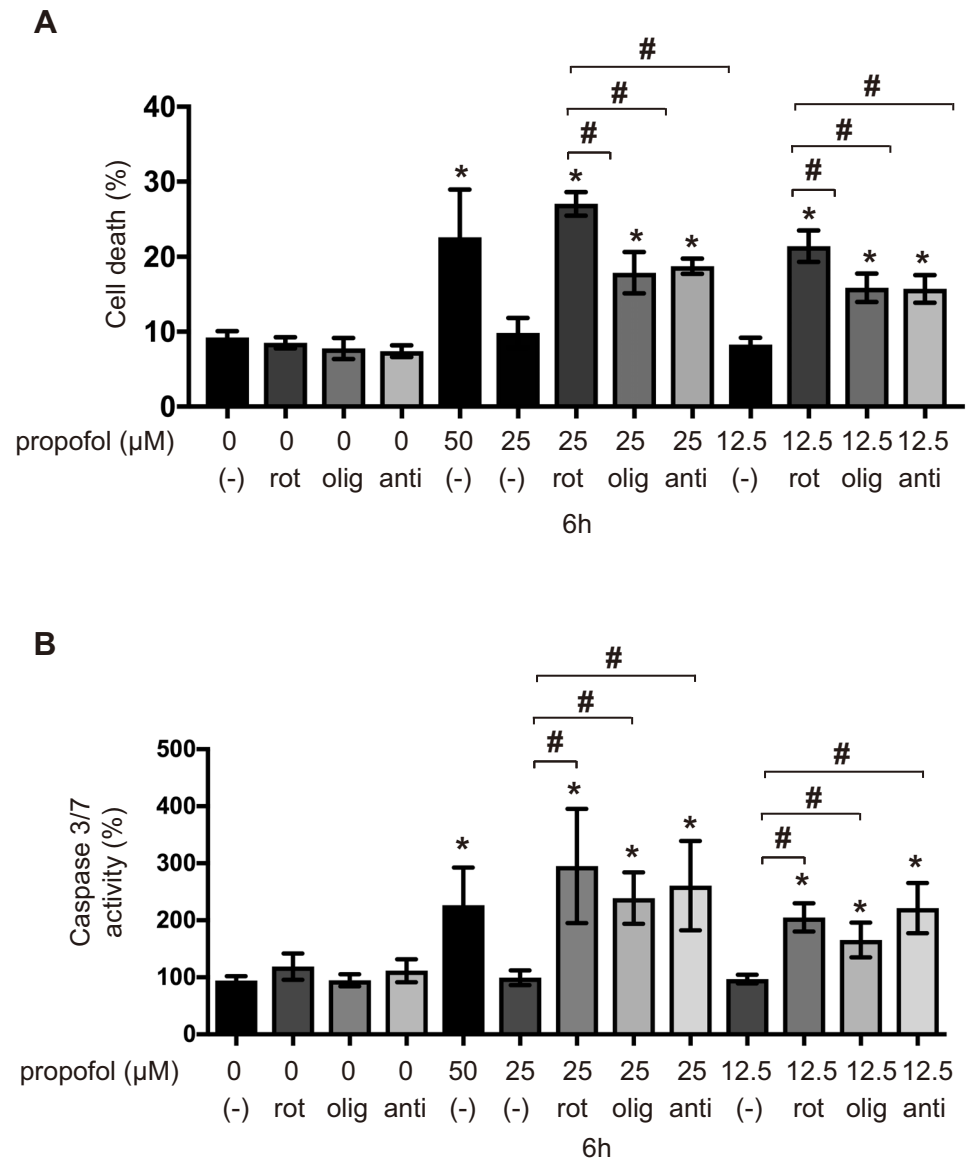 A
#
#
#
#
#
#
40
30
20
10
0
Cell death (%)
* * * * * * *
propofol (μM) 0 0 0 0 50 25 25 25 25 12.5 12.5 12.5 12.5
(-) rot olig anti (-) (-) rot olig anti (-) rot olig anti
6h
B
#
#
#
#
#
#
500
400
300
200
100
0
Caspase 3/7
activity (%)
* * * * * * *
propofol (μM) 0 0 0 0 50 25 25 25 25 12.5 12.5 12.5 12.5
(-) rot olig anti (-) (-) rot olig anti (-) rot olig anti
6h